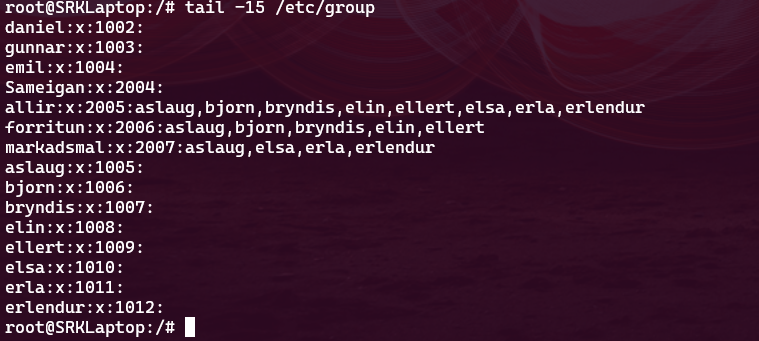 root@SRKLaptop:/# tail -15 /etc/group
daniel:x:1002:
gunnar:x:1003:
emil:x:1004:
Sameigan:x:2004:
allir:x:2005:aslaug,bjorn,bryndis,elin,ellert,elsa,erla,erlendur
forritun:x:2006:aslaug,bjorn,bryndis,elin,ellert
markadsmal:x:2007:aslaug,elsa,erla,erlendur
aslaug:x:1005:
bjorn:x:1006:
bryndis:x:1007:
elin:x:1008:
ellert:x:1009:
elsa:x:1010:
erla:x:1011:
erlendur:x:1012:
root@SRKLaptop:/#